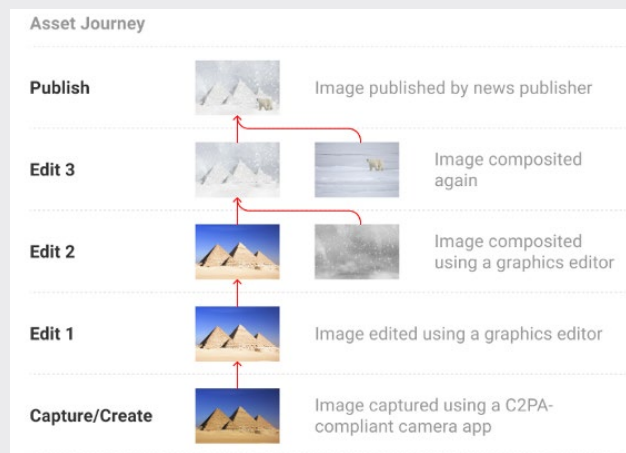 Asset Journey
Publish
Image published by news publisher
Edit 3
Image composited
again
Edit 2
Image composited
using a graphics editor
Edit 1
Image edited using a graphics editor
Capture/Create
Image captured using a C2PA-
compliant camera app